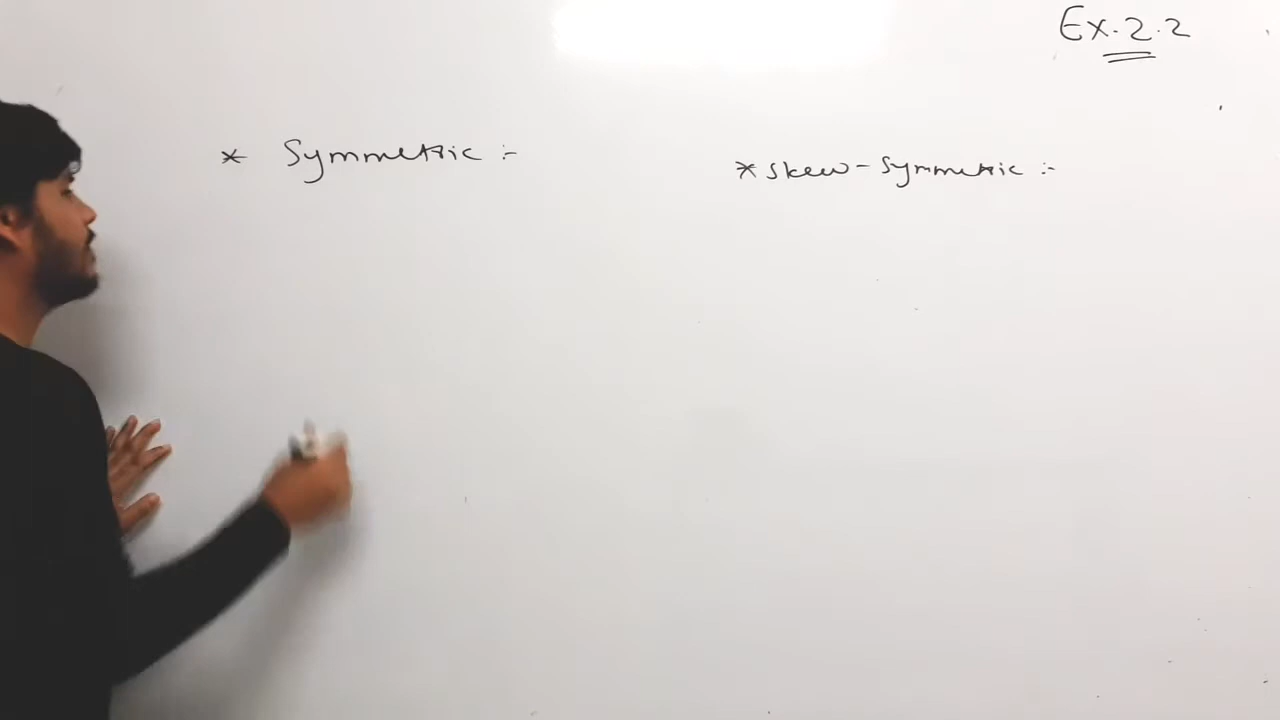 Ex. 2.2
* Symmetric :-
* Skew - Symmetric :-